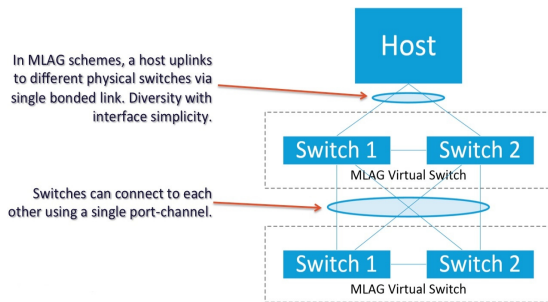 Host
In MLAG schemes, a host uplinks
to different physical switches via
single bonded link. Diversity with
interface simplicity.
Switch 1
Switch 2
MLAG Virtual Switch
Switches can connect to each
other using a single port-channel.
Switch 1
Switch 2
MLAG Virtual Switch